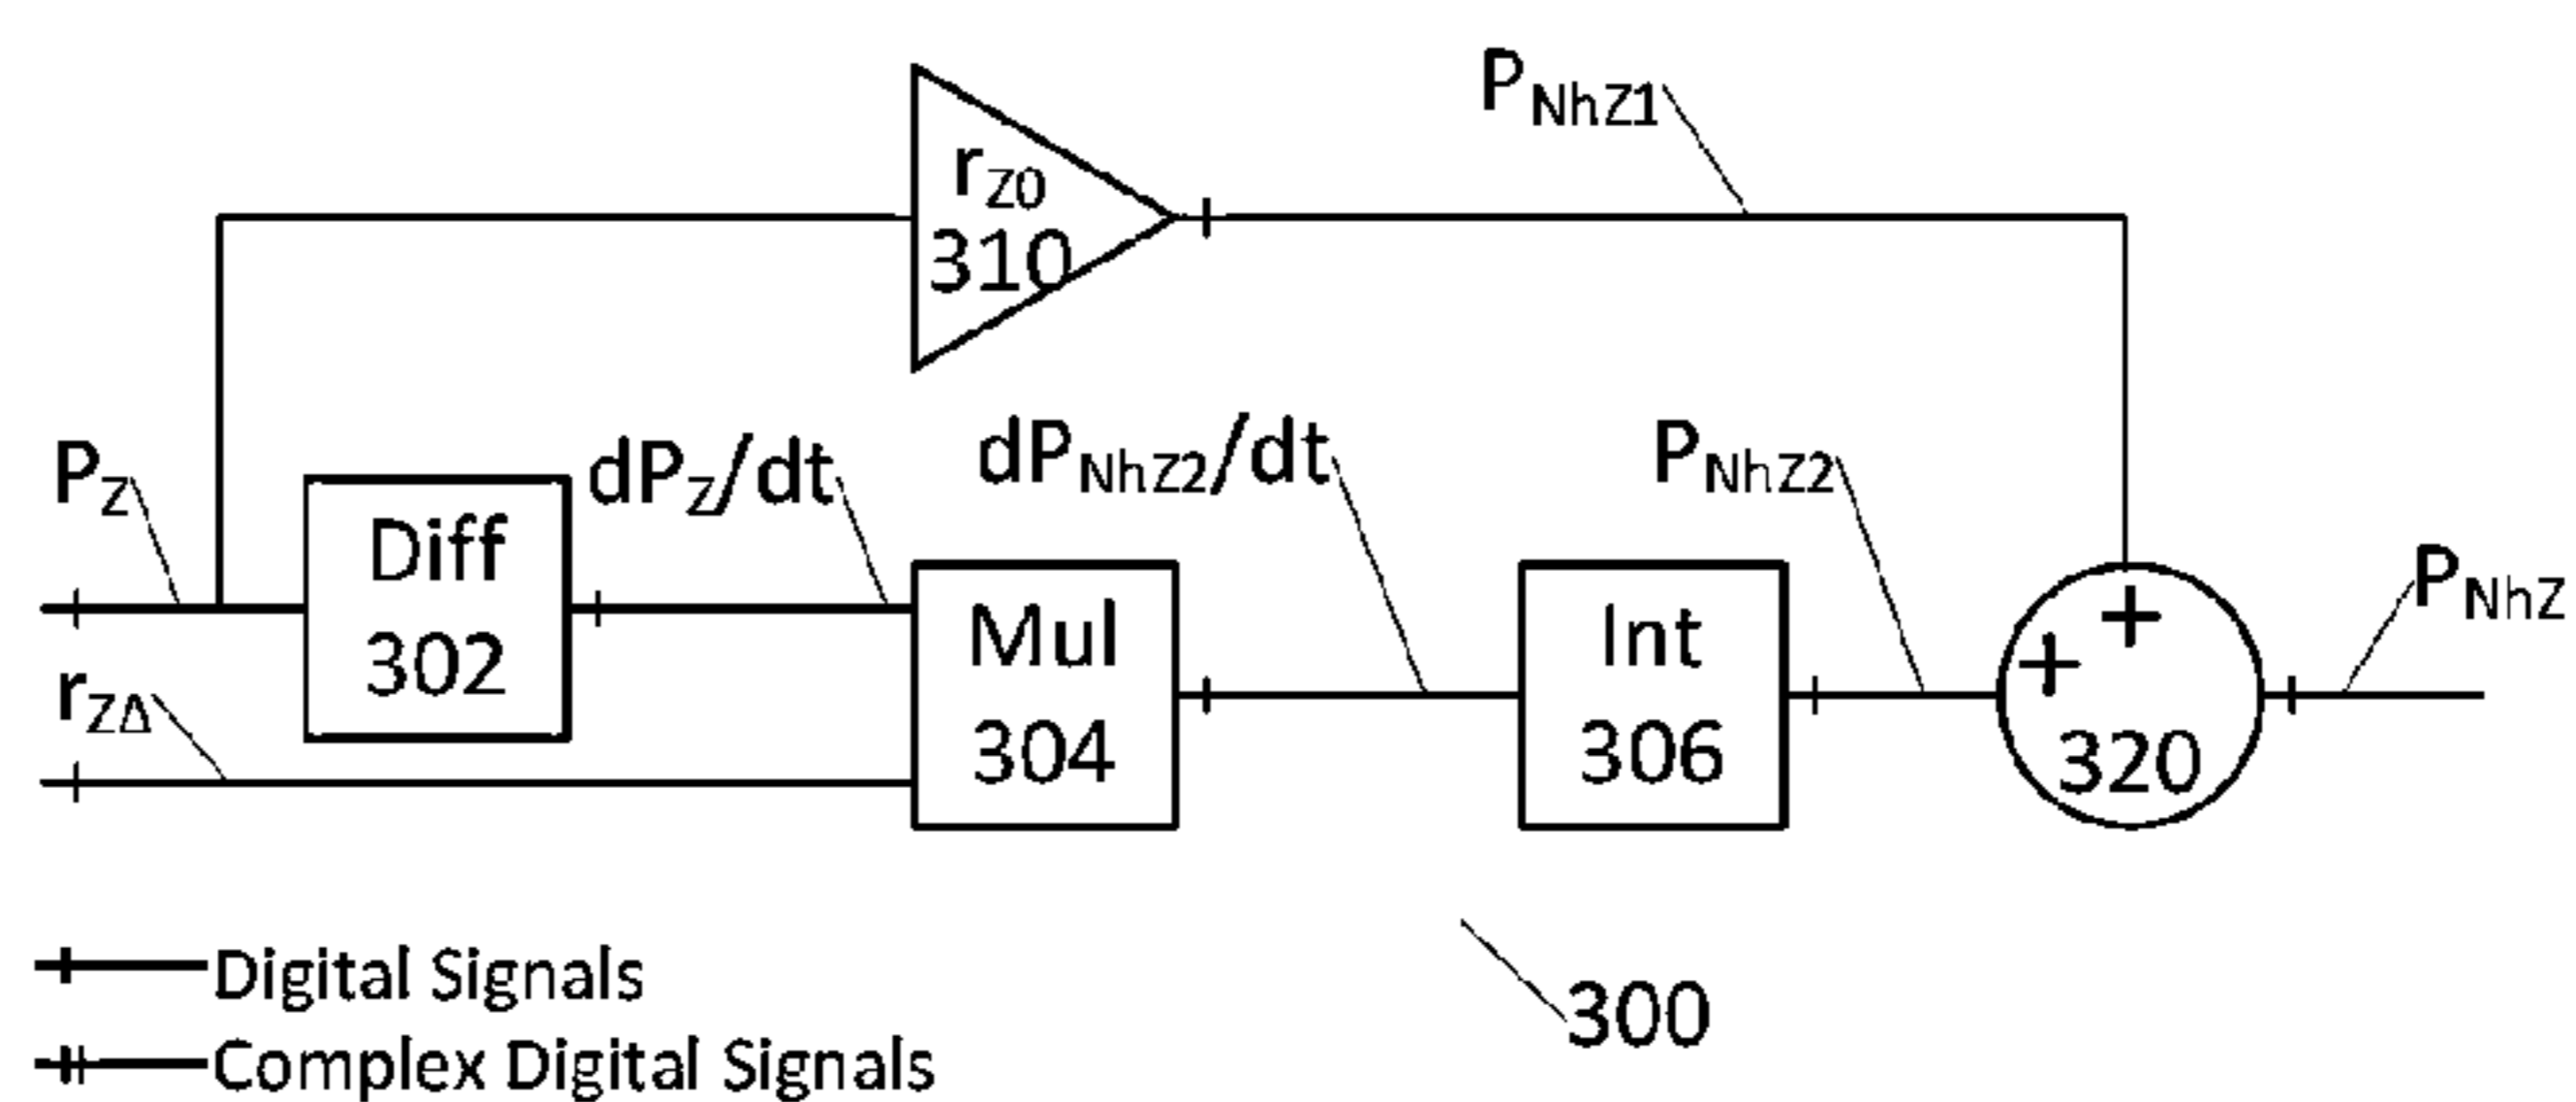 P_NhZ1
r_Z0
310
P_Z
dP_Z/dt
dP_NhZ2/dt
P_NhZ2
P_NhZ
Diff
302
r_ZΔ
Mul
304
Int
306
+
+
320
Digital Signals
Complex Digital Signals
300